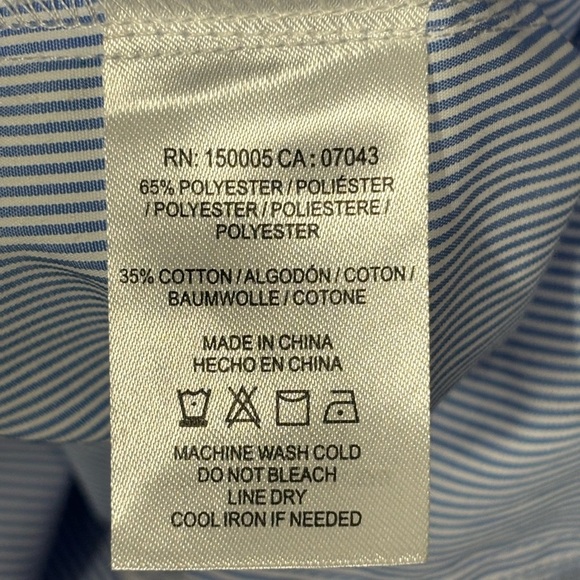 RN: 150005 CA: 07043
65% POLYESTER / POLIÉSTER
/ POLYESTER / POLIESTERE /
POLYESTER
35% COTTON / ALGODÓN / COTON /
BAUMWOLLE / COTONE
MADE IN CHINA
HECHO EN CHINA
MACHINE WASH COLD
DO NOT BLEACH
LINE DRY
COOL IRON IF NEEDED